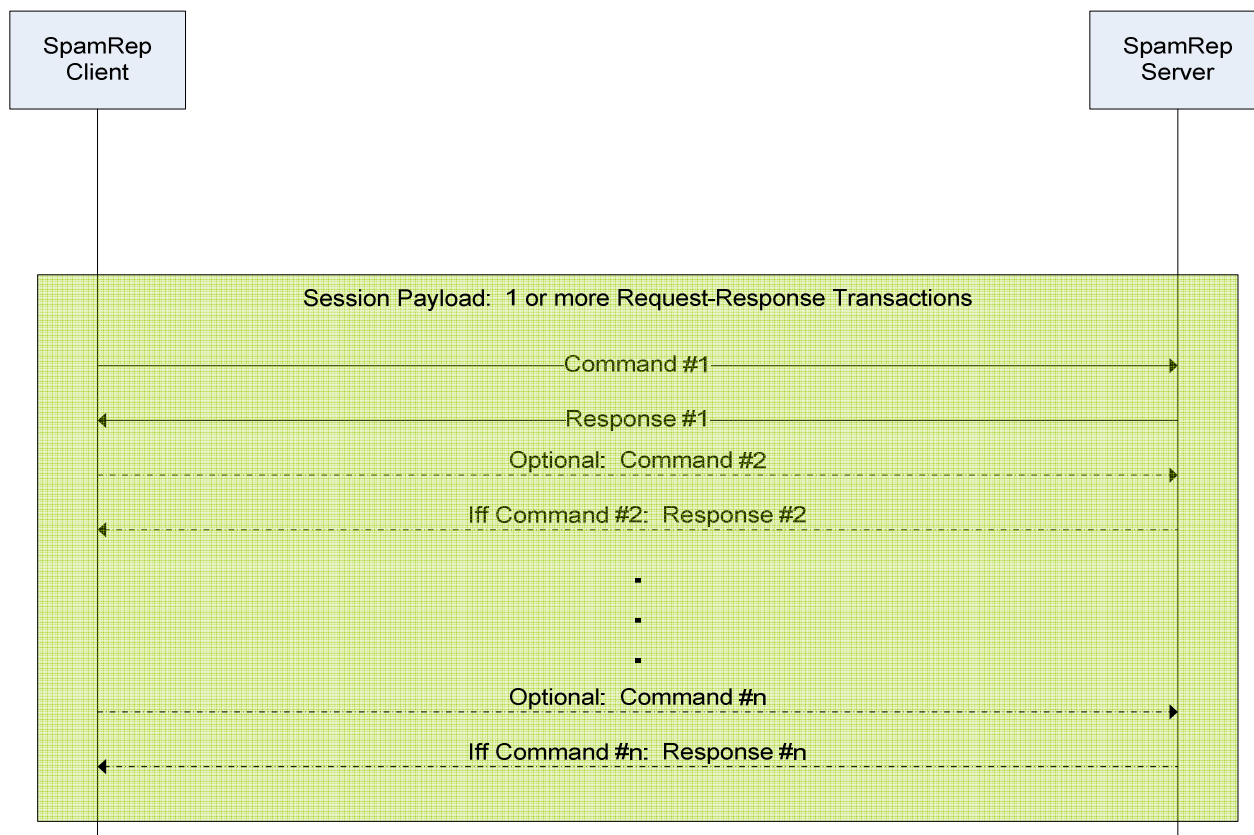 SpamRep
Client
SpamRep
Server
Session Payload: 1 or more Request-Response Transactions
Command #1
Response #1
Optional: Command #2
Iff Command #2: Response #2
Optional: Command #n
Iff Command #n: Response #n